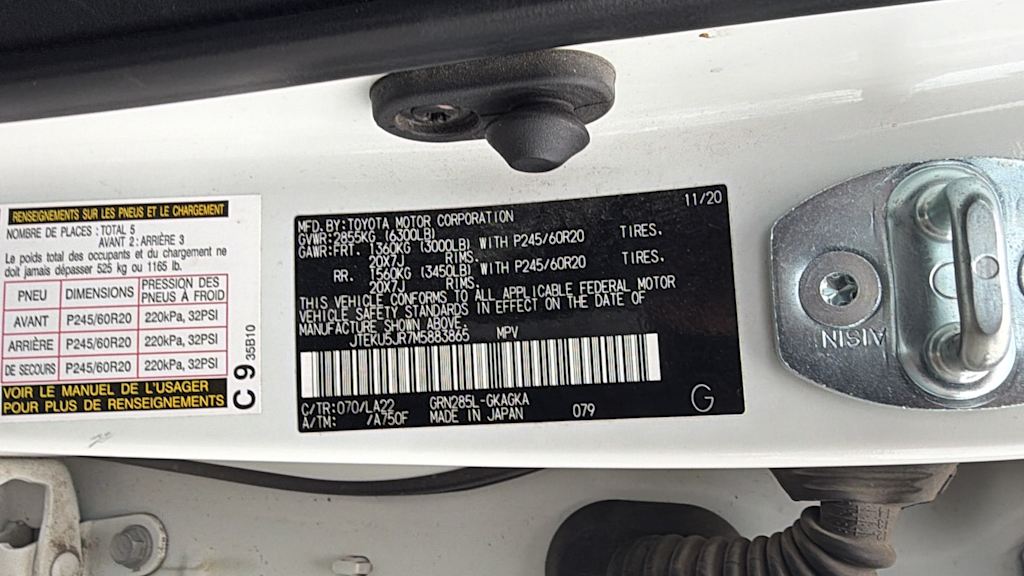 RENSEIGNEMENTS SUR LES PNEUS ET LE CHARGEMENT
NOMBRE DE PLACES : TOTAL 5
AVANT 2 : ARRIÈRE 3
Le poids total des occupants et du chargement ne
doit jamais dépasser 525 kg ou 1165 lb.
PNEU DIMENSIONS PRESSION DES PNEUS À FROID
AVANT P245/60R20 220kPa, 32PSI
ARRIÈRE P245/60R20 220kPa, 32PSI
DE SECOURS P245/60R20 220kPa, 32PSI
VOIR LE MANUEL DE L'USAGER
POUR PLUS DE RENSEIGNEMENTS
C 9 35B10
11/20
MFD. BY:TOYOTA MOTOR CORPORATION
GVWR: 2855KG (6300LB)
GAWR:FRT. 1360KG (3000LB) WITH P245/60R20 TIRES.
20X7J RIMS.
RR. 1560KG (3450LB) WITH P245/60R20 TIRES.
20X7J RIMS.
THIS VEHICLE CONFORMS TO ALL APPLICABLE FEDERAL MOTOR
VEHICLE SAFETY STANDARDS IN EFFECT ON THE DATE OF
MANUFACTURE SHOWN ABOVE.
JTEKU5JR7M5883865 MPV
C/TR:070/LA22 GRN285L-GKAGKA
A/TM: /A750F MADE IN JAPAN 079
G
AISIN